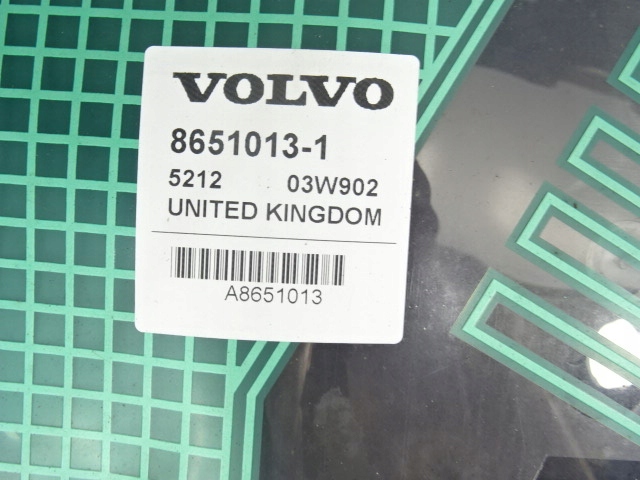 VOLVO
8651013-1
5212 03W902
UNITED KINGDOM
A8651013